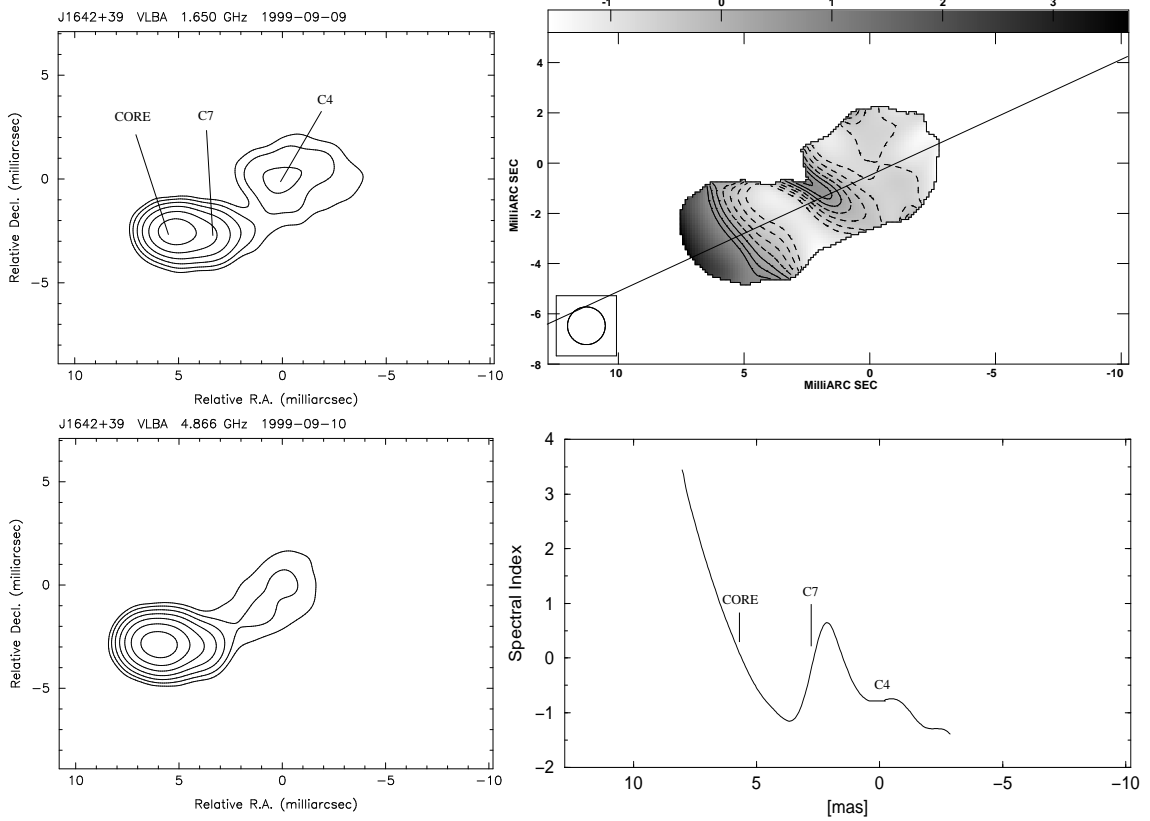 J1642+39 VLBA 1.650 GHz 1999-09-09
CORE
C7
C4
5
0
−5
10 5 0 −5 −10
Relative Decl. (milliarcsec)
Relative R.A. (milliarcsec)
-1 0 1 2 3
4
2
0
-2
-4
-6
-8
10 5 0 -5 -10
MilliARC SEC
MilliARC SEC
J1642+39 VLBA 4.866 GHz 1999-09-10
5
0
−5
10 5 0 −5 −10
Relative Decl. (milliarcsec)
Relative R.A. (milliarcsec)
4
3
2
1
0
−1
−2
Spectral Index
CORE
C7
C4
10 5 0 −5 −10
[mas]